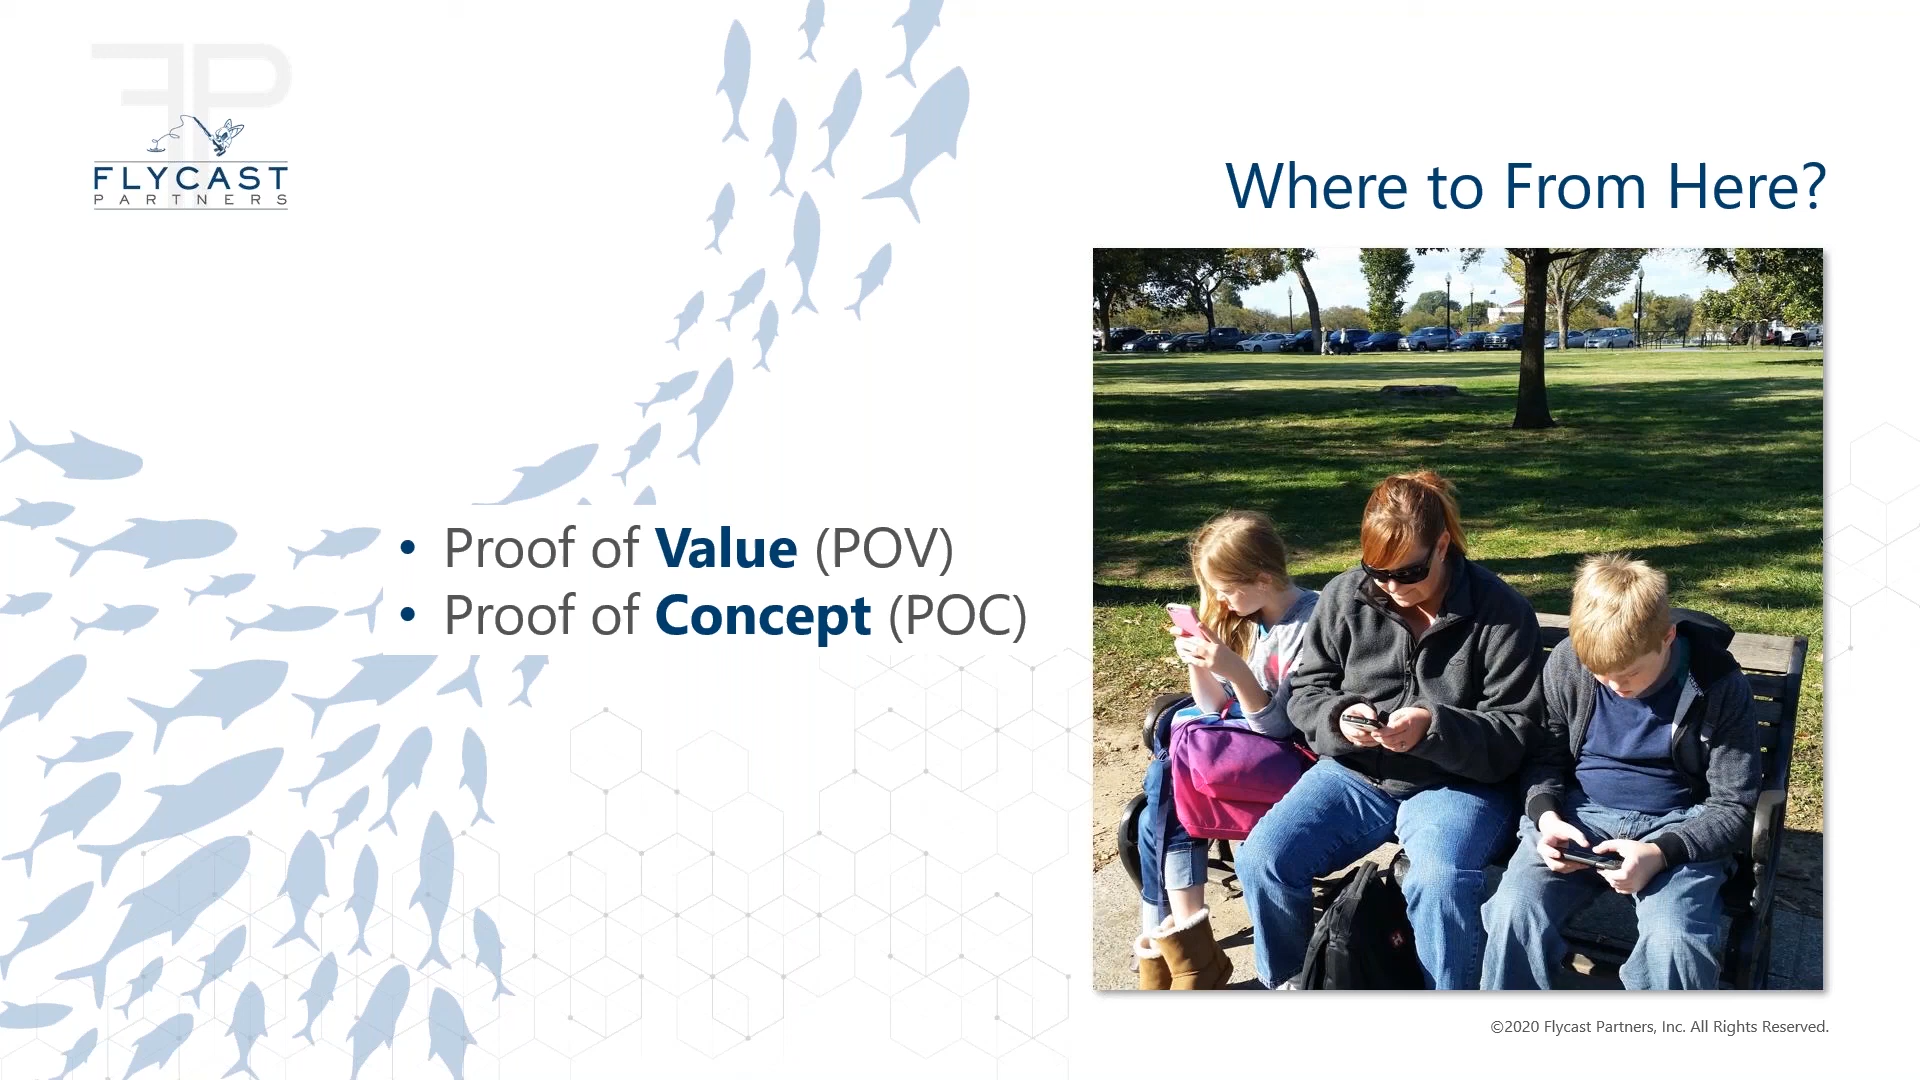 FLYCAST
PARTNERS
Where to From Here?
• Proof of Value (POV)
• Proof of Concept (POC)
©2020 Flycast Partners, Inc. All Rights Reserved.